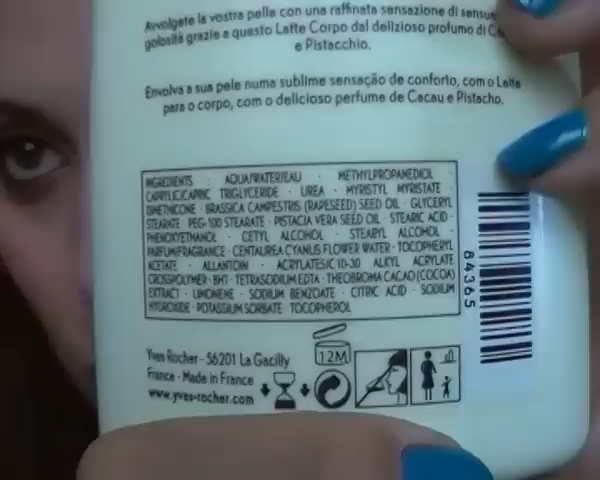 Avvolgete la vostra pelle con una raffinata sensazione di
golosità grazie a questo Latte Corpo dal delizioso profumo di
e Pistacchio.
Envolva a sua pele numa sublime sensação de conforto, com o Leite
para o corpo, com o delicioso perfume de Cacau e Pistacho.
INGREDIENTS · AQUA/WATER/EAU · METHYLPROPANEDIOL ·
CAPRYLIC/CAPRIC TRIGLYCERIDE · UREA · MYRISTYL MYRISTATE ·
DIMETHICONE · BRASSICA CAMPESTRIS (RAPESEED) SEED OIL · GLYCERYL
STEARATE · PEG-100 STEARATE · PISTACIA VERA SEED OIL · STEARIC ACID ·
PHENOXYETHANOL · CETYL ALCOHOL · STEARYL ALCOHOL ·
PARFUM/FRAGRANCE · CENTAUREA CYANUS FLOWER WATER · TOCOPHERYL
ACETATE · ALLANTOIN · ACRYLATES/C10-30 ALKYL ACRYLATE
CROSSPOLYMER · BHT · TETRASODIUM EDTA · THEOBROMA CACAO (COCOA)
EXTRACT · LIMONENE · SODIUM BENZOATE · CITRIC ACID · SODIUM
HYDROXIDE · POTASSIUM SORBATE · TOCOPHEROL
84365
12M
Yves Rocher - 56201 La Gacilly
France - Made in France
www.yves-rocher.com